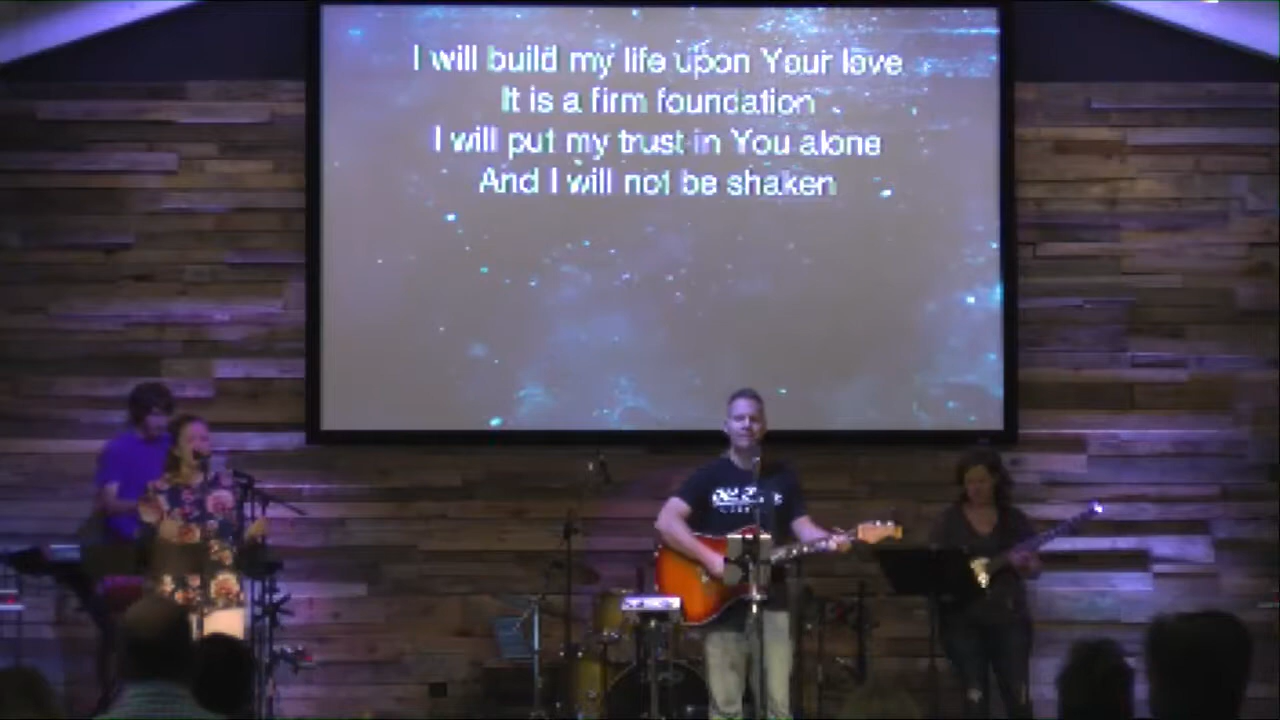 I will build my life upon Your love
It is a firm foundation
I will put my trust in You alone
And I will not be shaken